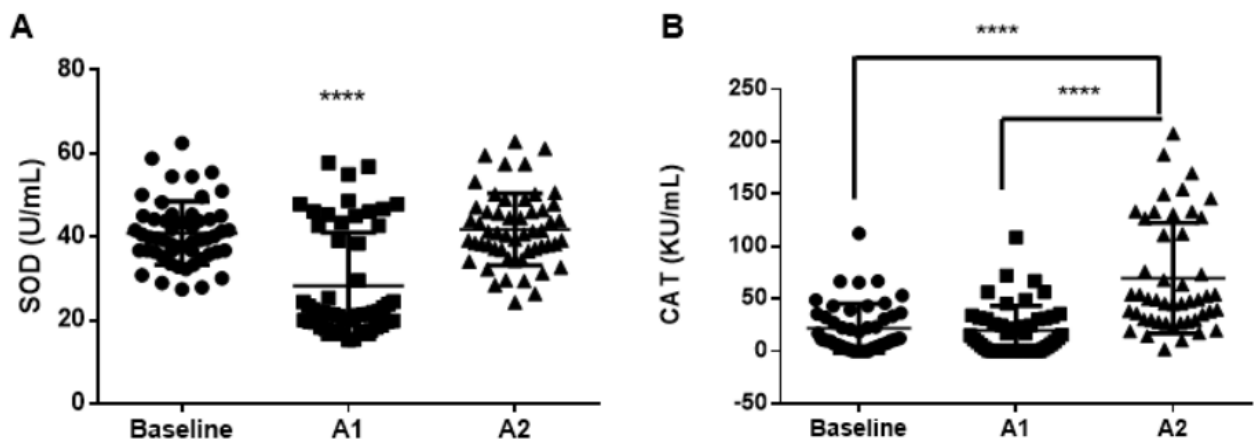 A
SOD (U/mL)
80
60
40
20
0
****
Baseline A1 A2
B
CAT (KU/mL)
250
200
150
100
50
0
-50
****
****
Baseline A1 A2